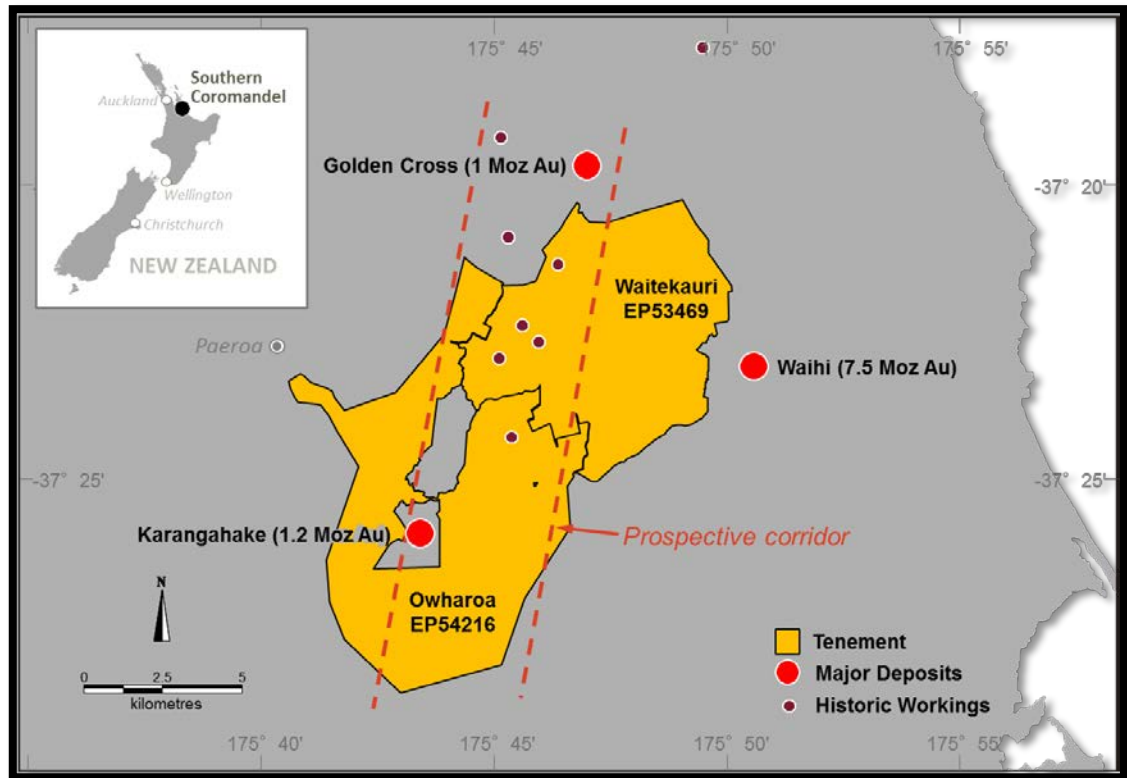 175° 45'
175° 50'
175° 55'
Southern
Coromandel
Auckland
Wellington
Christchurch
NEW ZEALAND
Golden Cross (1 Moz Au)
-37° 20'
Waitekauri
EP53469
Paeroa
Waihi (7.5 Moz Au)
-37° 25'
-37° 25'
Karangahake (1.2 Moz Au)
Prospective corridor
N
Owharoa
EP54216
Tenement
Major Deposits
Historic Workings
0 2.5 5
kilometres
175° 40'
175° 45'
175° 50'
175° 55'